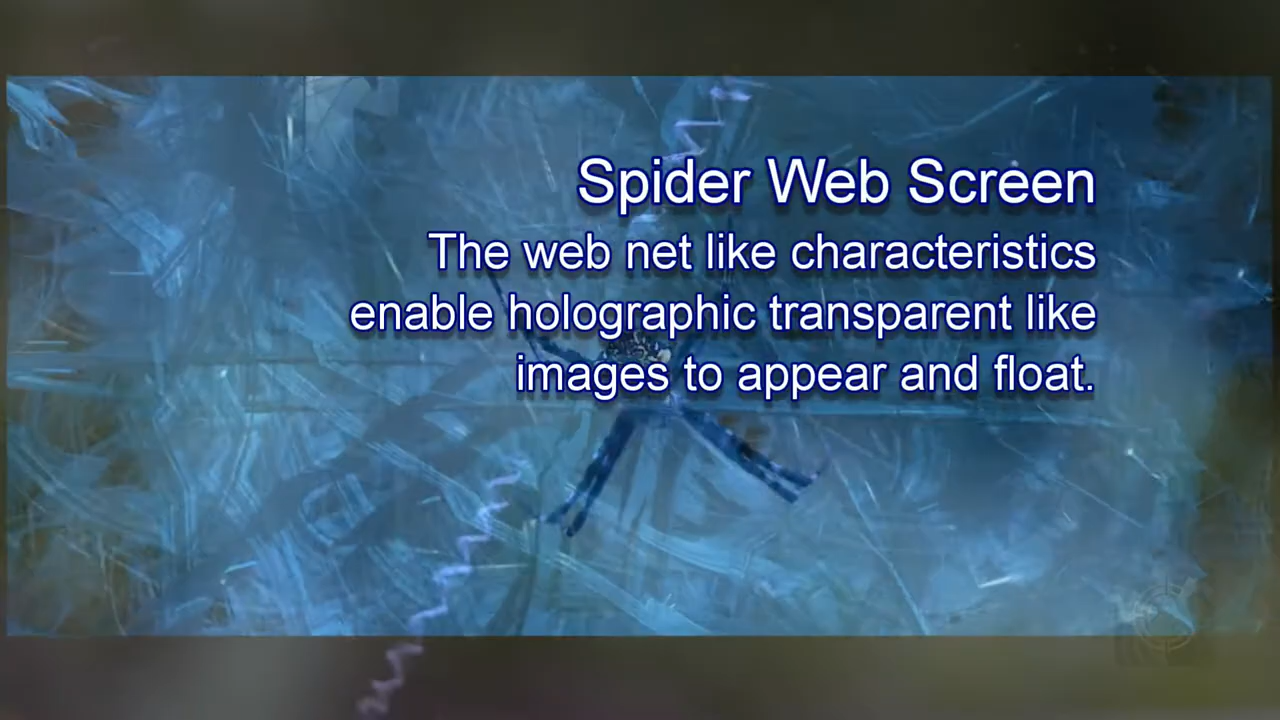 Spider Web Screen
The web net like characteristics
enable holographic transparent like
images to appear and float.